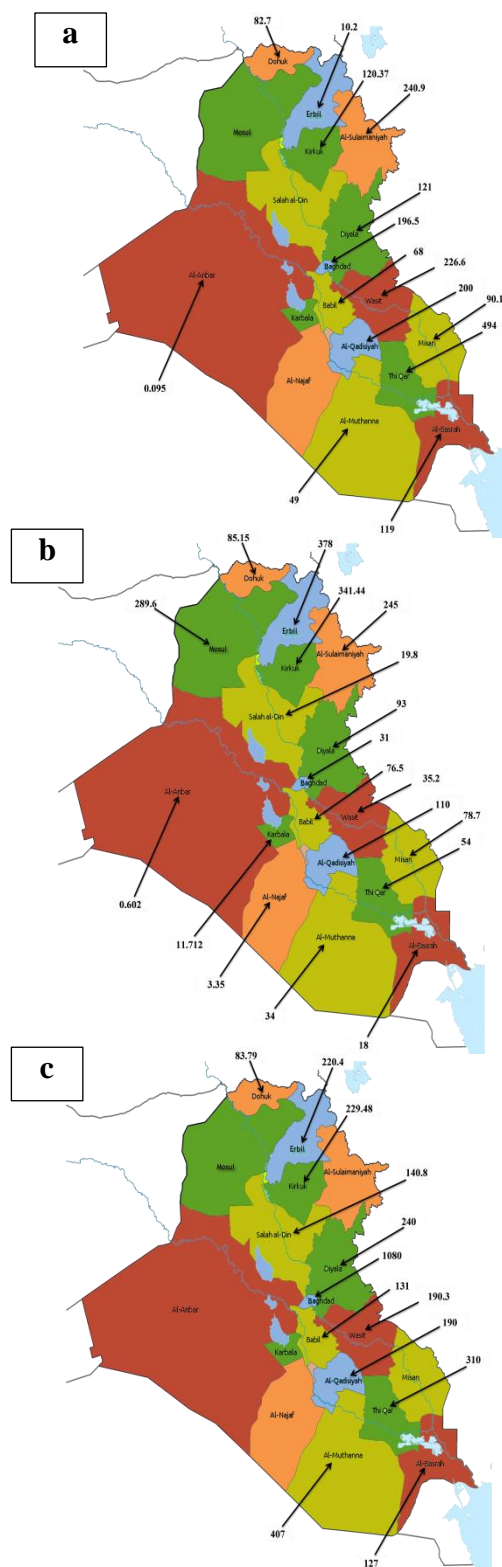 a
82.7
10.2
120.37
240.9
Dohuk
Erbil
Mosul
Kirkuk
Al-Sulaimaniyah
Salah al-Din
121
196.5
Diyala
68
226.6
Baghdad
200
Al-Anbar
Babil
Wasit
90.1
Karbala
Al-Qadisiyah
Misan
494
Al-Najaf
Thi Qar
0.095
Al-Muthanna
Al-Basrah
49
119
b
85.15
378
289.6
341.44
245
Dohuk
Erbil
Mosul
Kirkuk
Al-Sulaimaniyah
19.8
Salah al-Din
93
Diyala
31
76.5
Baghdad
35.2
Al-Anbar
110
Babil
Wasit
78.7
Karbala
Al-Qadisiyah
Misan
54
0.602
Al-Najaf
Thi Qar
11.712
Al-Muthanna
Al-Basrah
3.35
34
18
c
83.79
220.4
229.48
Dohuk
Erbil
Mosul
Al-Sulaimaniyah
Kirkuk
140.8
Salah al-Din
240
Diyala
1080
131
Baghdad
190.3
Al-Anbar
Babil
Wasit
190
Karbala
Al-Qadisiyah
Misan
310
Al-Najaf
Thi Qar
Al-Muthanna
Al-Basrah
407
127